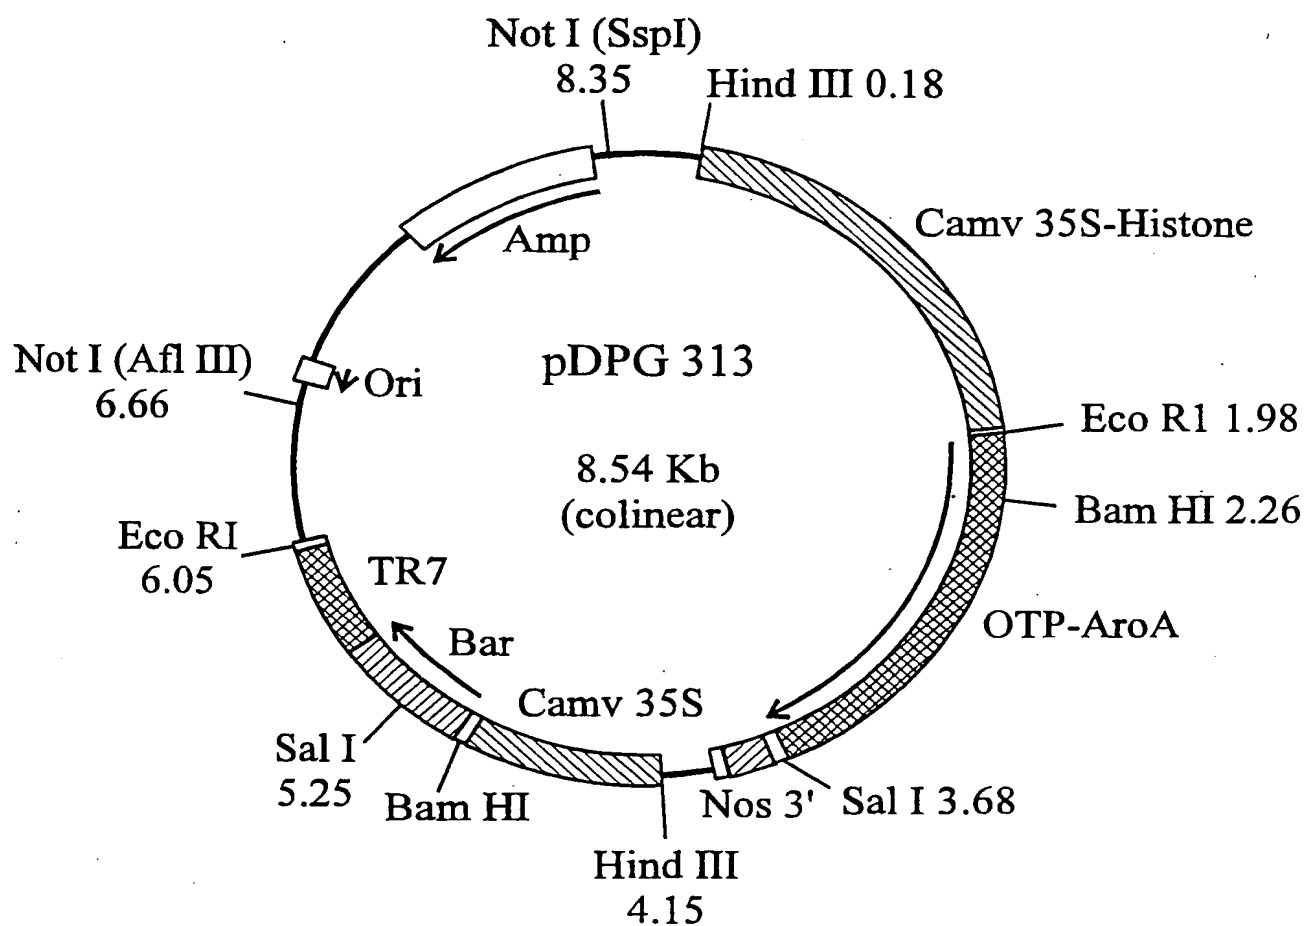 Not I (SspI)
8.35
Hind III 0.18
Camv 35S-Histone
Amp
Not I (Afl III)
6.66
Ori
pDPG 313
Eco R1 1.98
8.54 Kb
(colinear)
Bam HI 2.26
Eco RI
6.05
TR7
OTP-AroA
Bar
Camv 35S
Sal I
5.25
Bam HI
Nos 3'
Sal I 3.68
Hind III
4.15